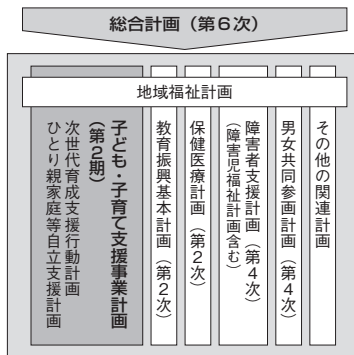 総合計画（第６次）
地域福祉計画
子ども・子育て支援事業計画
（第２期）
次世代育成支援行動計画
ひとり親家庭等自立支援計画
教育振興基本計画（第２次）
保健医療計画（第２次）
障害者支援計画（第４次）
（障害児福祉計画含む）
男女共同参画計画（第４次）
その他の関連計画